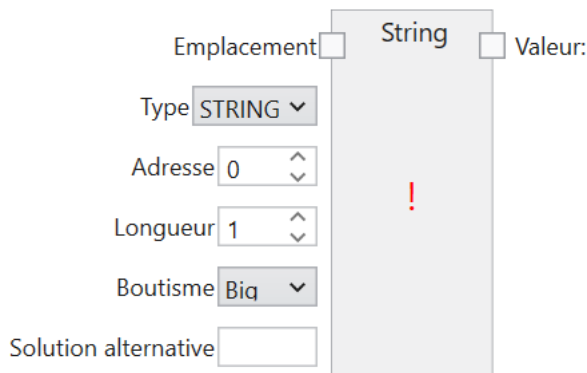 Emplacement String Valeur:
Type STRING
Adresse 0
!
Longueur 1
Boutisme Big
Solution alternative